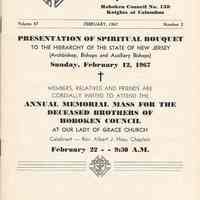 Hoboken Council No. 159
Knights of Columbus
Volume 57 FEBRUARY, 1967 Number 2
PRESENTATION OF SPIRITUAL BOUQUET
TO THE HIERARCHY OF THE STATE OF NEW JERSEY
(Archbishop, Bishops and Auxiliary Bishops)
Sunday, February 12, 1967
MEMBERS, RELATIVES AND FRIENDS ARE
CORDIALLY INVITED TO ATTEND THE
ANNUAL MEMORIAL MASS FOR THE
DECEASED BROTHERS OF
HOBOKEN COUNCIL
AT OUR LADY OF GRACE CHURCH
Celebrant — Rev. Albert J. Hess, Chaplain
February 22 - - 9:30 A.M.